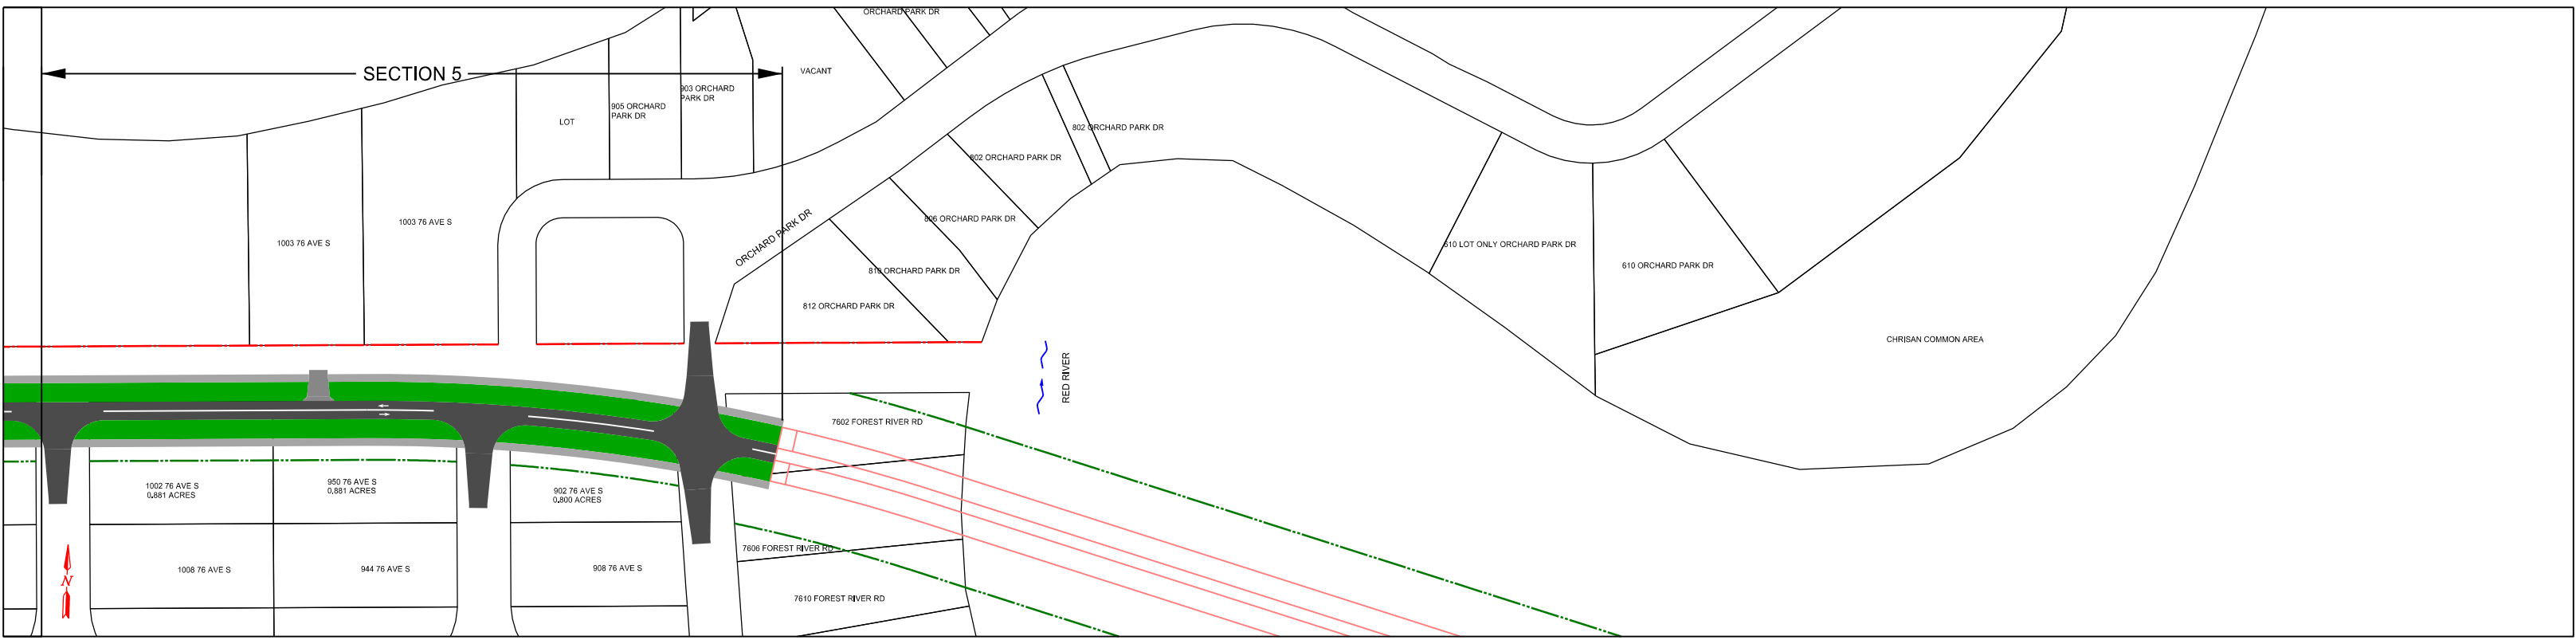 ORCHARD PARK DR
SECTION 5
VACANT
903 ORCHARD
PARK DR
905 ORCHARD
PARK DR
LOT
802 ORCHARD PARK DR
802 ORCHARD PARK DR
1003 76 AVE S
1003 76 AVE S
ORCHARD PARK DR
806 ORCHARD PARK DR
810 ORCHARD PARK DR
812 ORCHARD PARK DR
610 LOT ONLY ORCHARD PARK DR
610 ORCHARD PARK DR
CHRISAN COMMON AREA
RED RIVER
7602 FOREST RIVER RD
1002 76 AVE S
0.881 ACRES
950 76 AVE S
0.881 ACRES
902 76 AVE S
0.800 ACRES
7606 FOREST RIVER RD
1008 76 AVE S
944 76 AVE S
908 76 AVE S
7610 FOREST RIVER RD
N